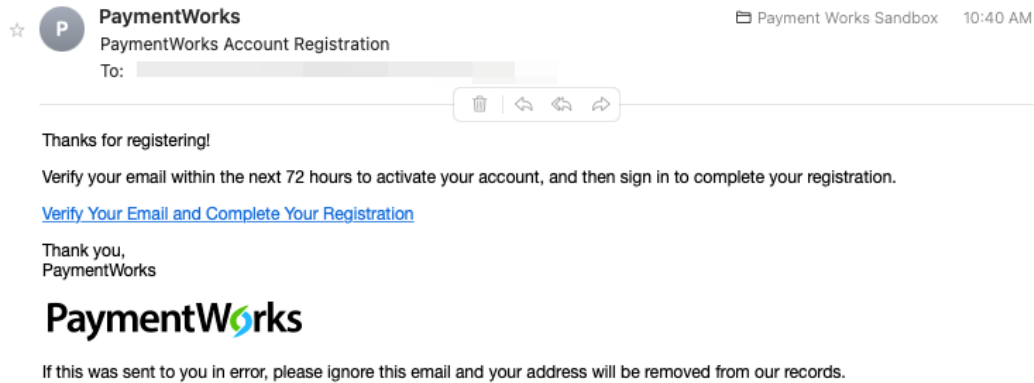 P
PaymentWorks
Payment Works Sandbox 10:40 AM
PaymentWorks Account Registration
To:
Thanks for registering!
Verify your email within the next 72 hours to activate your account, and then sign in to complete your registration.
Verify Your Email and Complete Your Registration
Thank you,
PaymentWorks
PaymentWorks
If this was sent to you in error, please ignore this email and your address will be removed from our records.